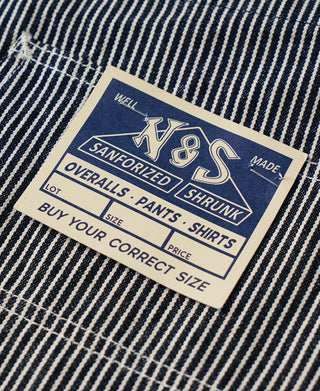 WELL MADE
N&S
SANFORIZED SHRUNK
OVERALLS · PANTS · SHIRTS
LOT SIZE PRICE
BUY YOUR CORRECT SIZE